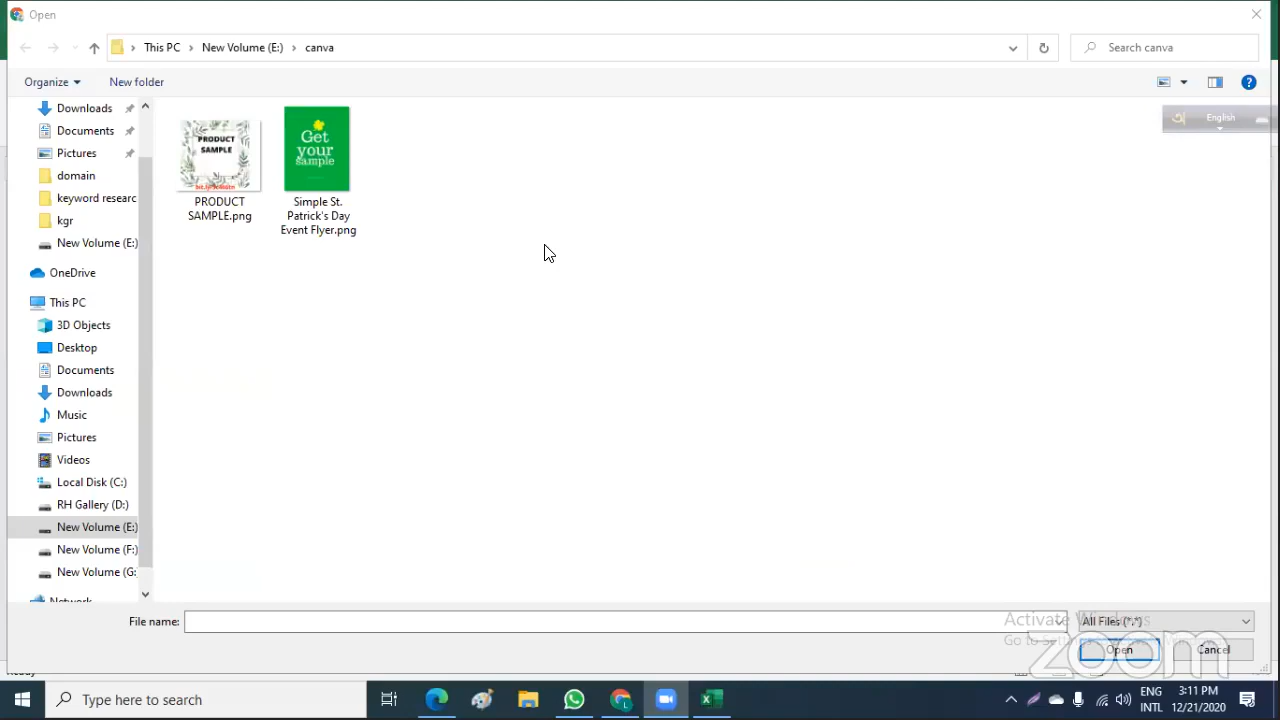 Open
This PC > New Volume (E:) > canva
Search canva
Organize
New folder
English
Downloads
Documents
Pictures
domain
keyword researc
kgr
New Volume (E:)
OneDrive
This PC
3D Objects
Desktop
Documents
Downloads
Music
Pictures
Videos
Local Disk (C:)
RH Gallery (D:)
New Volume (E:)
New Volume (F:)
New Volume (G:
Network
PRODUCT
SAMPLE
PRODUCT
SAMPLE.png
Get
your
sample
Simple St.
Patrick's Day
Event Flyer.png
File name:
All Files (*.*)
Activate Windows
Open
Cancel
zoom
Type here to search
ENG
INTL
3:11 PM
12/21/2020